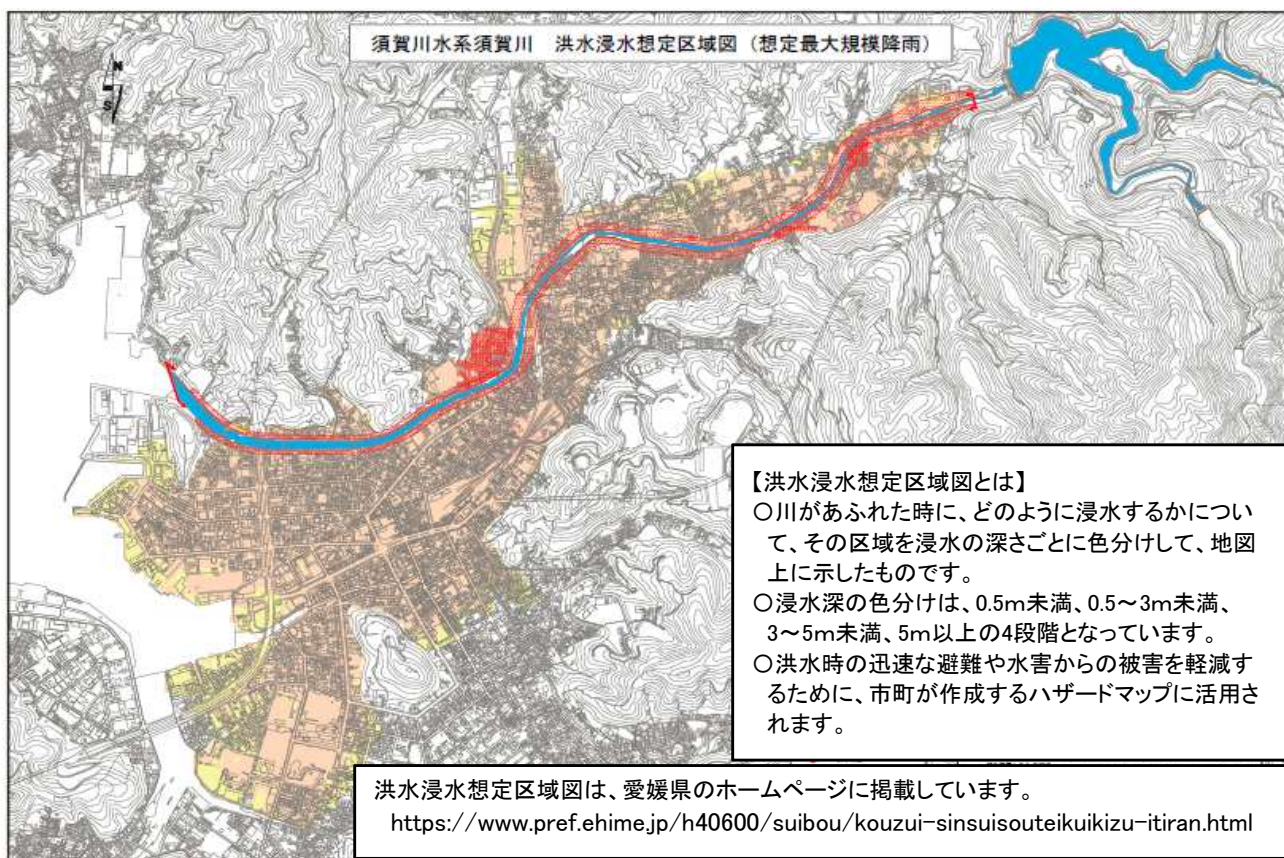 須賀川水系須賀川　洪水浸水想定区域図（想定最大規模降雨）
N
S
【洪水浸水想定区域図とは】
○川があふれた時に、どのように浸水するかについ
て、その区域を浸水の深さごとに色分けして、地図
上に示したものです。
○浸水深の色分けは、0.5m未満、0.5～3m未満、
3～5m未満、5m以上の4段階となっています。
○洪水時の迅速な避難や水害からの被害を軽減す
るために、市町が作成するハザードマップに活用さ
れます。
洪水浸水想定区域図は、愛媛県のホームページに掲載しています。
https://www.pref.ehime.jp/h40600/suibou/kouzui-sinsuisouteikuikizu-itiran.html